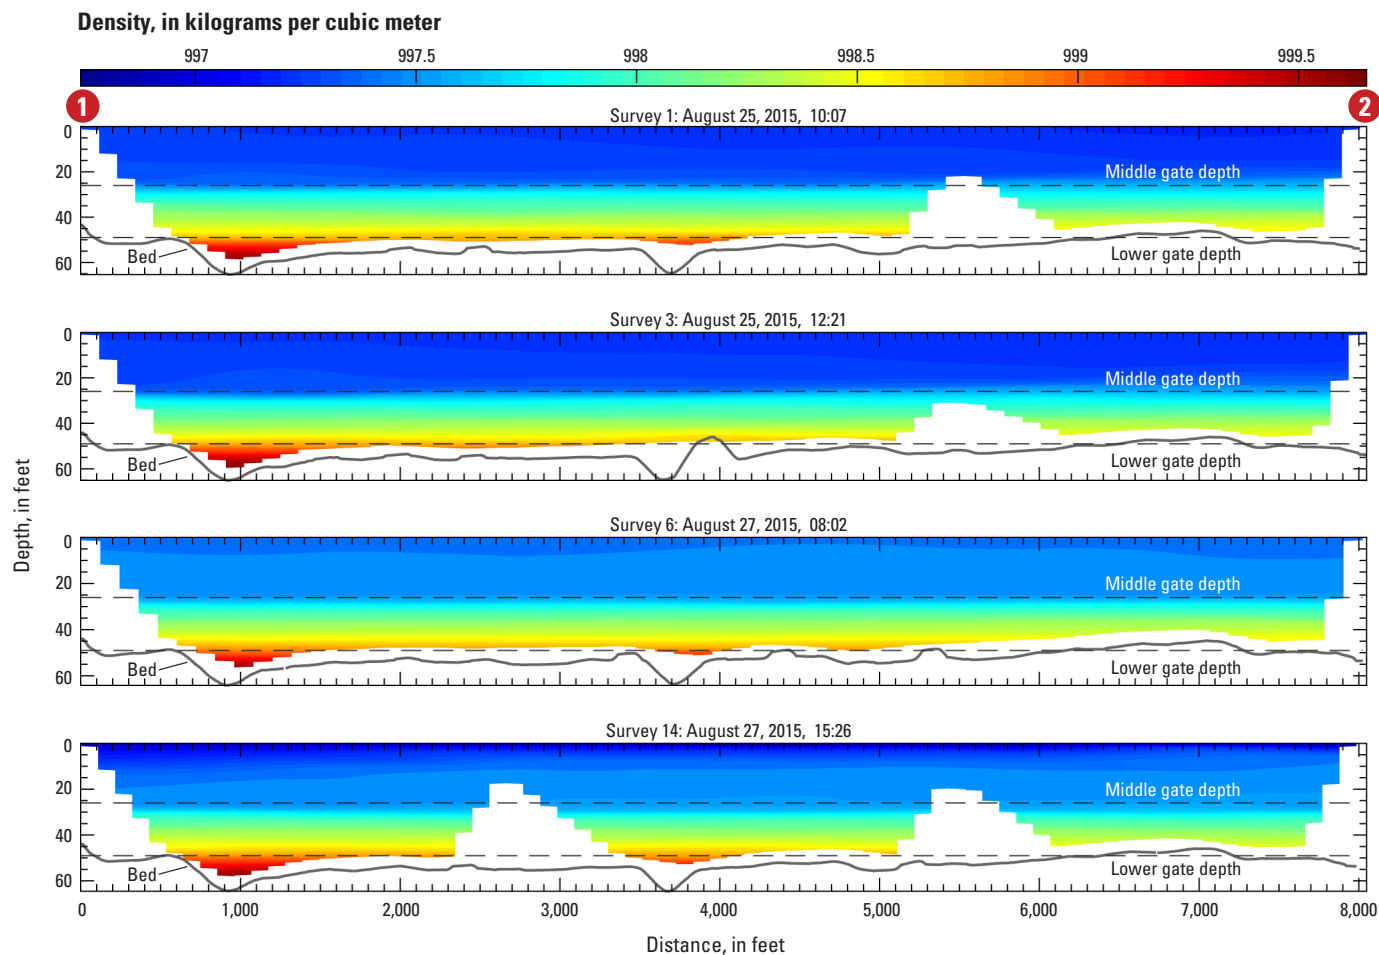 Density, in kilograms per cubic meter
997 997.5 998 998.5 999 999.5
1 2
Survey 1: August 25, 2015, 10:07
0
20
40
60
Middle gate depth
Lower gate depth
Bed
Survey 3: August 25, 2015, 12:21
0
20
40
60
Middle gate depth
Lower gate depth
Bed
Depth, in feet
Survey 6: August 27, 2015, 08:02
0
20
40
60
Middle gate depth
Lower gate depth
Bed
Survey 14: August 27, 2015, 15:26
0
20
40
60
Middle gate depth
Lower gate depth
Bed
0 1,000 2,000 3,000 4,000 5,000 6,000 7,000 8,000
Distance, in feet